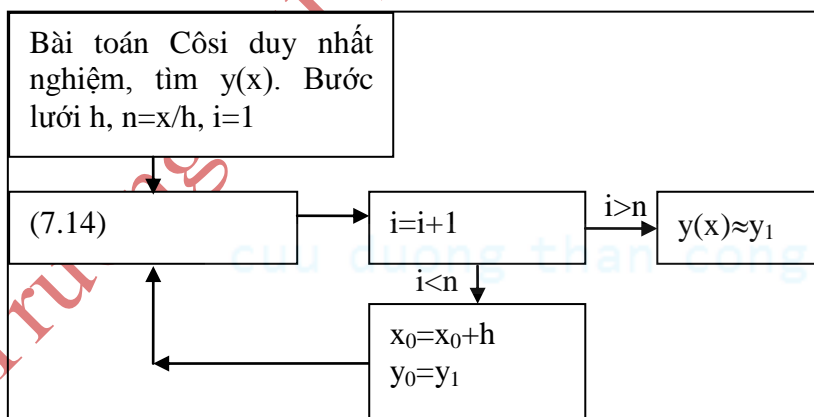 Bài toán Côsi duy nhất
nghiệm, tìm y(x). Bước
lưới h, n=x/h, i=1
(7.14)
i=i+1
i>n
y(x)≈y₁
cuu duong than cong
i<n
x₀=x₀+h
y₀=y₁